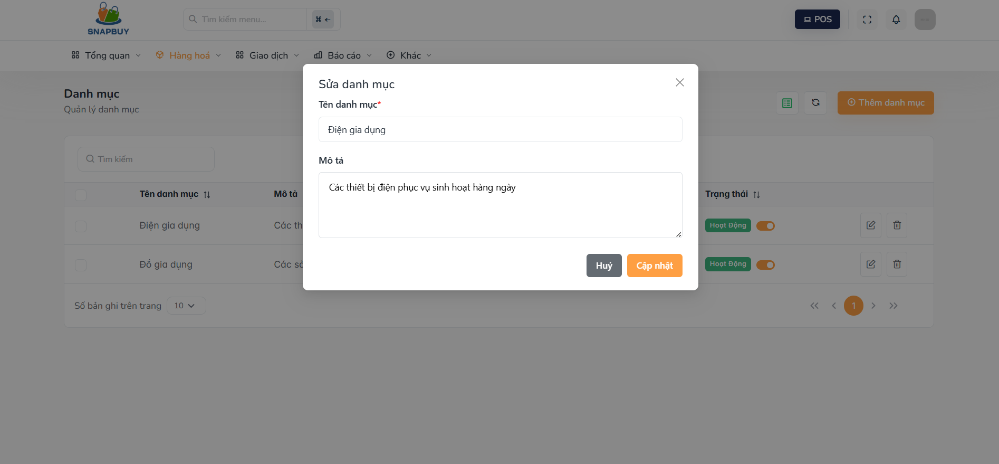 SNAPBUY
Tìm kiếm menu...
⌘ ←
POS
Tổng quan
Hàng hoá
Giao dịch
Báo cáo
Khác
Sửa danh mục
Tên danh mục*
Điện gia dụng
Mô tả
Các thiết bị điện phục vụ sinh hoạt hàng ngày
Huỷ
Cập nhật
Danh mục
Quản lý danh mục
Thêm danh mục
Tìm kiếm
Tên danh mục
Mô tả
Trạng thái
Điện gia dụng
Các th
Hoạt Động
Đồ gia dụng
Các sả
Hoạt Động
Số bản ghi trên trang
10
1